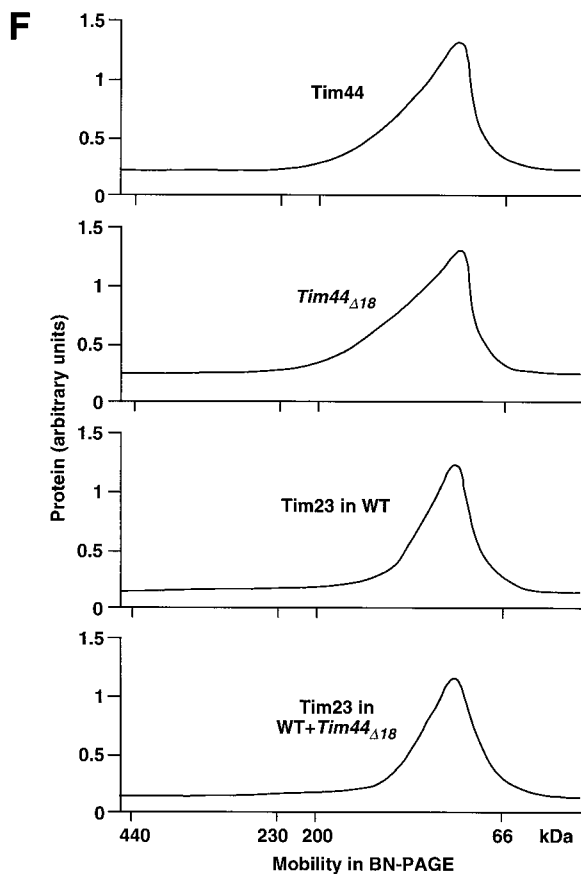 F
Protein (arbitrary units)
1.5
1
0.5
0
Tim44
1.5
1
0.5
0
Tim44Δ18
1.5
1
0.5
0
Tim23 in WT
1.5
1
0.5
0
Tim23 in
WT+Tim44Δ18
440 230 200 66 kDa
Mobility in BN-PAGE